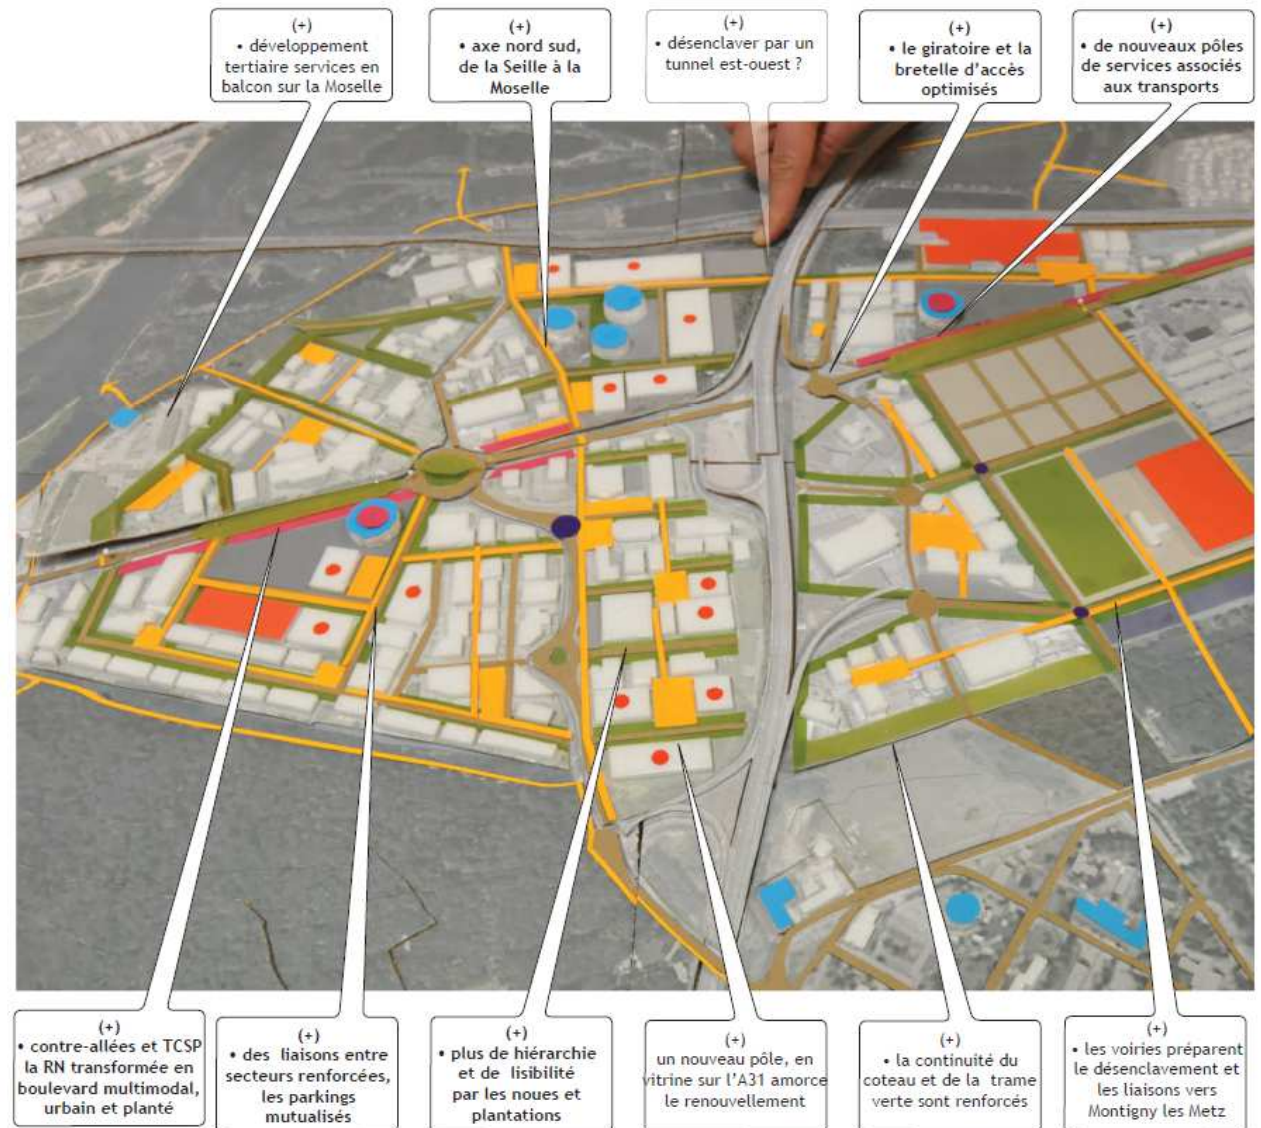 (+)
• développement
tertiaire services en
balcon sur la Moselle
(+)
• axe nord sud,
de la Seille à la
Moselle
(+)
• désenclaver par un
tunnel est-ouest ?
(+)
• le giratoire et la
bretelle d'accès
optimisés
(+)
• de nouveaux pôles
de services associés
aux transports
(+)
• contre-allées et TCSP
la RN transformée en
boulevard multimodal,
urbain et planté
(+)
• des liaisons entre
secteurs renforcées,
les parkings
mutualisés
(+)
• plus de hiérarchie
et de lisibilité
par les noues et
plantations
(+)
un nouveau pôle, en
vitrine sur l'A31 amorce
le renouvellement
(+)
• la continuité du
coteau et de la trame
verte sont renforcés
(+)
• les voiries préparent
le désenclavement et
les liaisons vers
Montigny les Metz